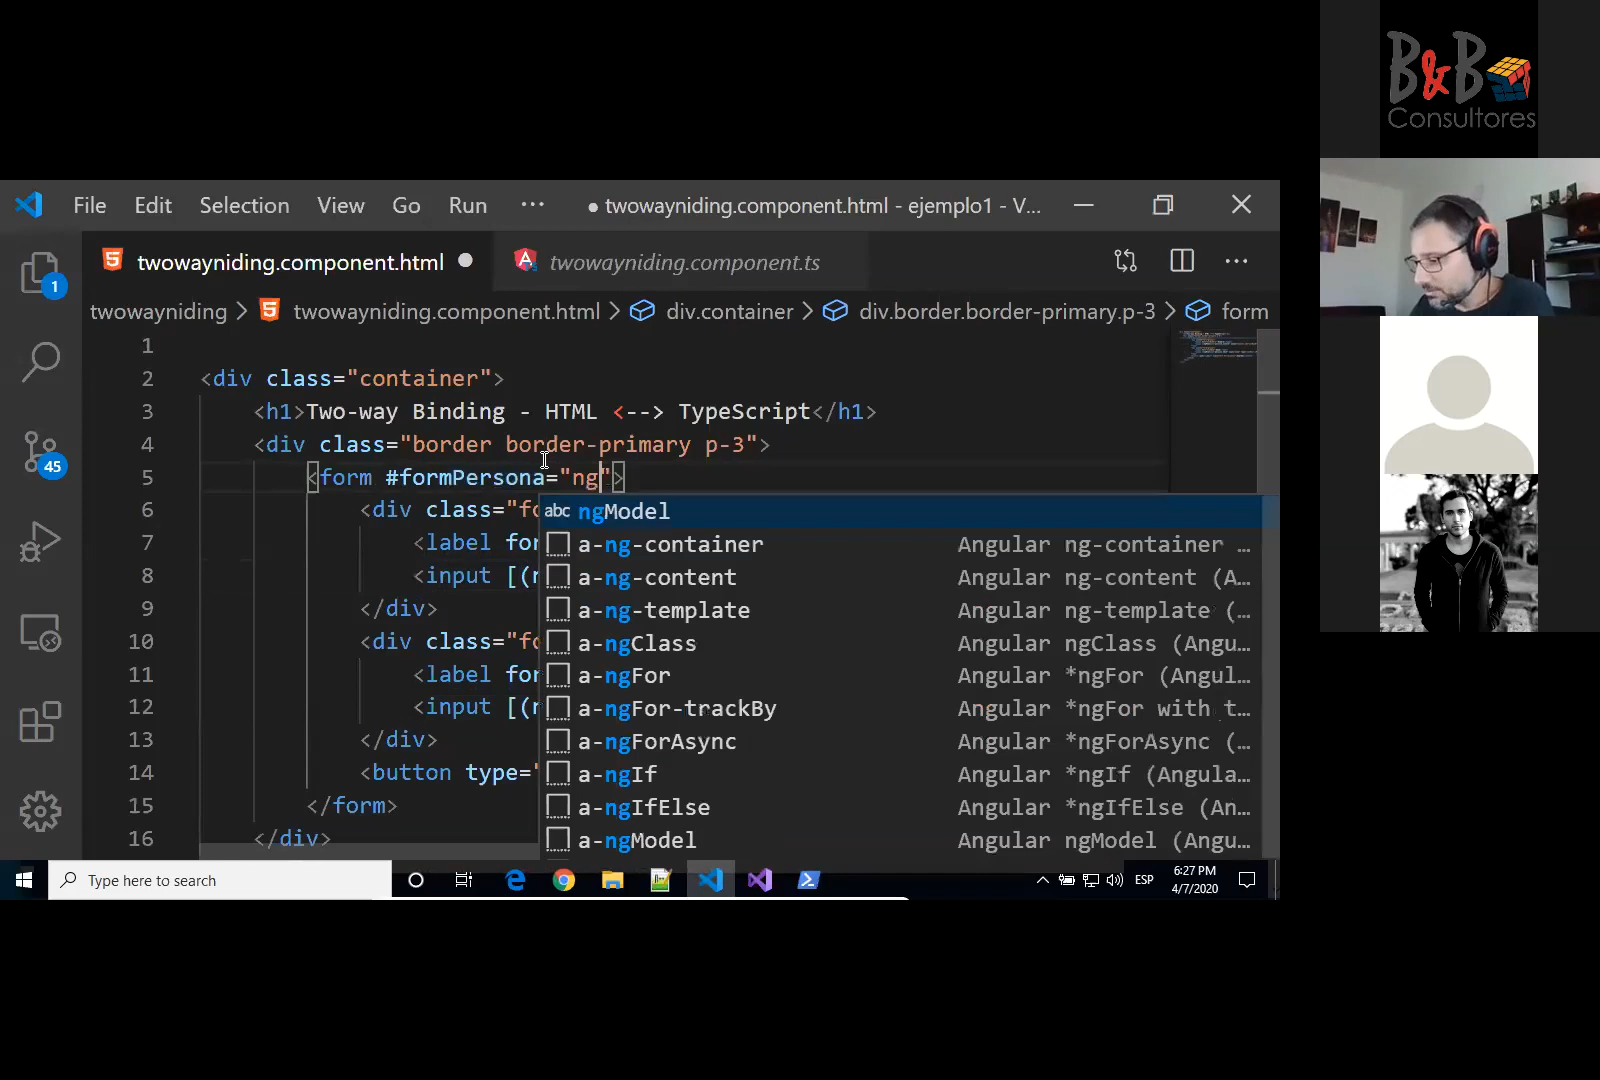 B&B
Consultores
File Edit Selection View Go Run ··· ● twowayniding.component.html - ejemplo1 - V...
twowayniding.component.html ● twowayniding.component.ts ···
twowayniding > twowayniding.component.html > div.container > div.border.border-primary.p-3 > form
1
2 <div class="container">
3 <h1>Two-way Binding - HTML <--> TypeScript</h1>
4 <div class="border border-primary p-3">
5 <form #formPersona="ng">
6 <div class="fo
7 <label for
8 <input [(n
9 </div>
10 <div class="fo
11 <label for
12 <input [(n
13 </div>
14 <button type="
15 </form>
16 </div>
abc ngModel
a-ng-container Angular ng-container ...
a-ng-content Angular ng-content (A...
a-ng-template Angular ng-template (...
a-ngClass Angular ngClass (Angu...
a-ngFor Angular *ngFor (Angul...
a-ngFor-trackBy Angular *ngFor with t...
a-ngForAsync Angular *ngForAsync (...
a-ngIf Angular *ngIf (Angula...
a-ngIfElse Angular *ngIfElse (An...
a-ngModel Angular ngModel (Angu...
1
45
Type here to search
ESP
6:27 PM
4/7/2020